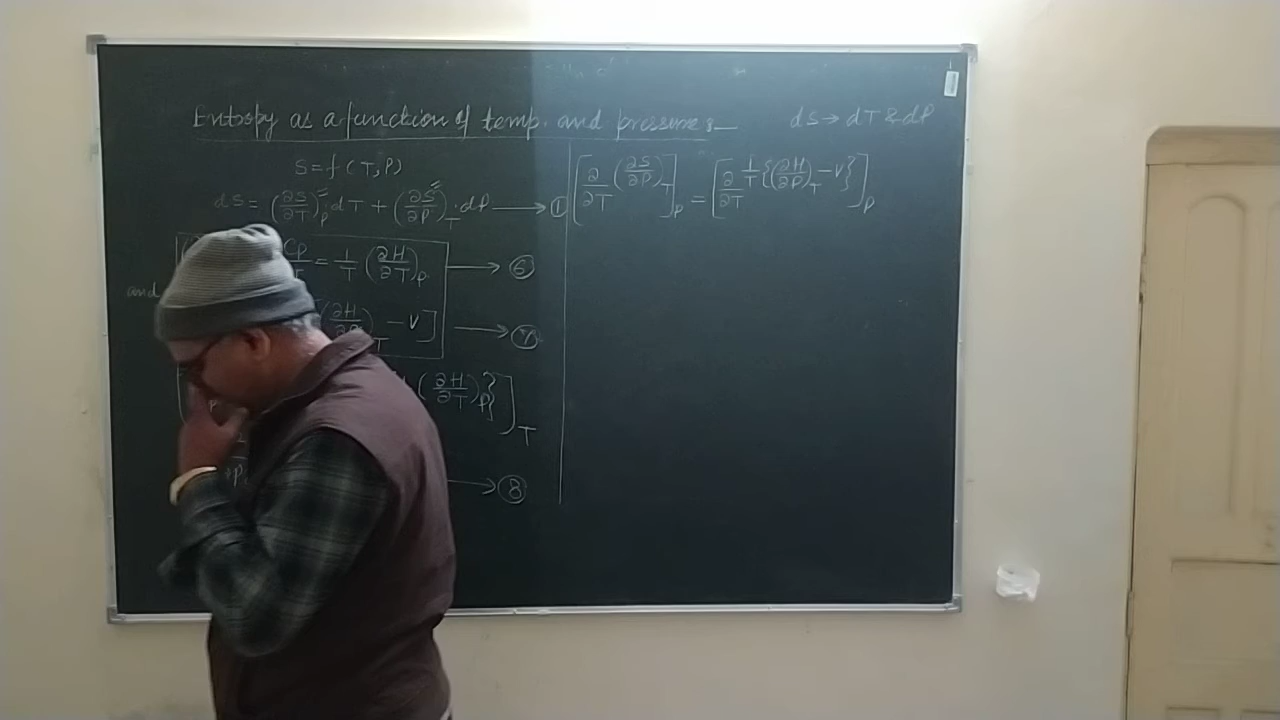 Entropy as a function of temp. and pressure :—
dS → dT & dP
S = f (T, P)
dS = (∂S/∂T)_P . dT + (∂S/∂P)_T . dP ⟶ ①
Cp = 1/T (∂H/∂T)_P ⟶ ⑥
and
(∂H/∂P)_T − V] ⟶ ⑦
(∂H/∂T)_P}]_T
⟶ ⑧
[∂/∂T (∂S/∂P)_T]_P = [∂/∂T 1/T {(∂H/∂P)_T − V}]_P